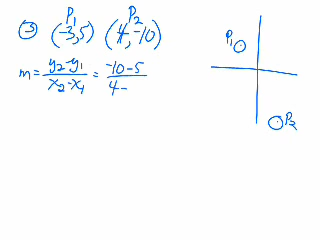 P1 P2
③ (-3,5) (4,-10)
m = y2-y1 / x2-x1 = -10-5 / 4-
P1
P2